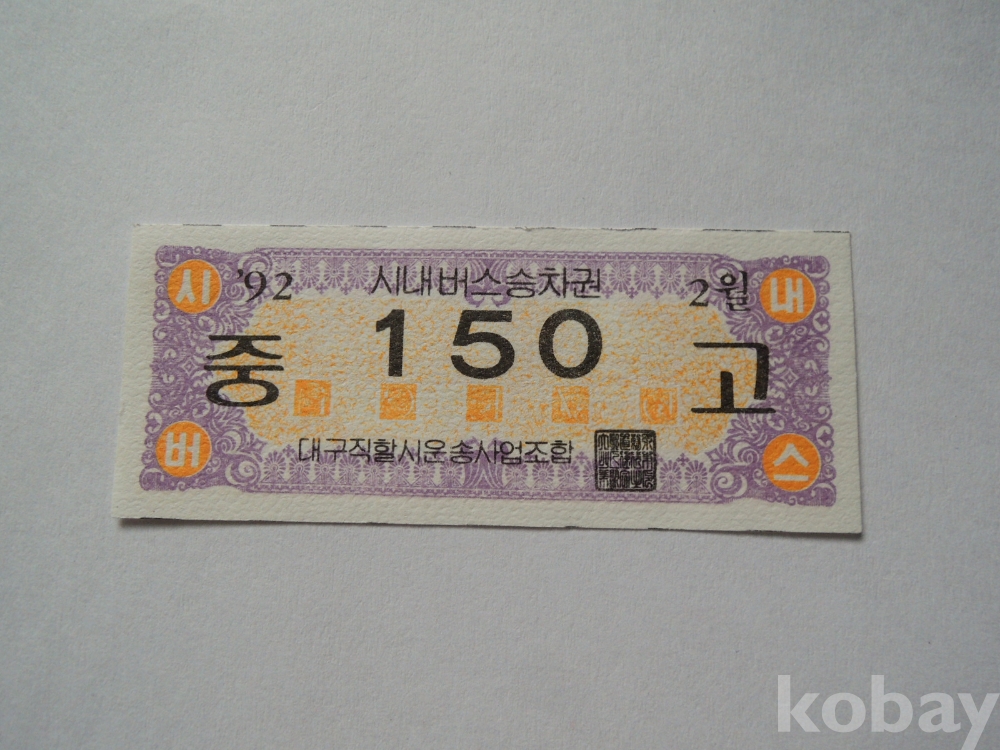 시 '92 시내버스승차권 2월 내
중 150 고
버 대구직할시운송사업조합 스
kobay